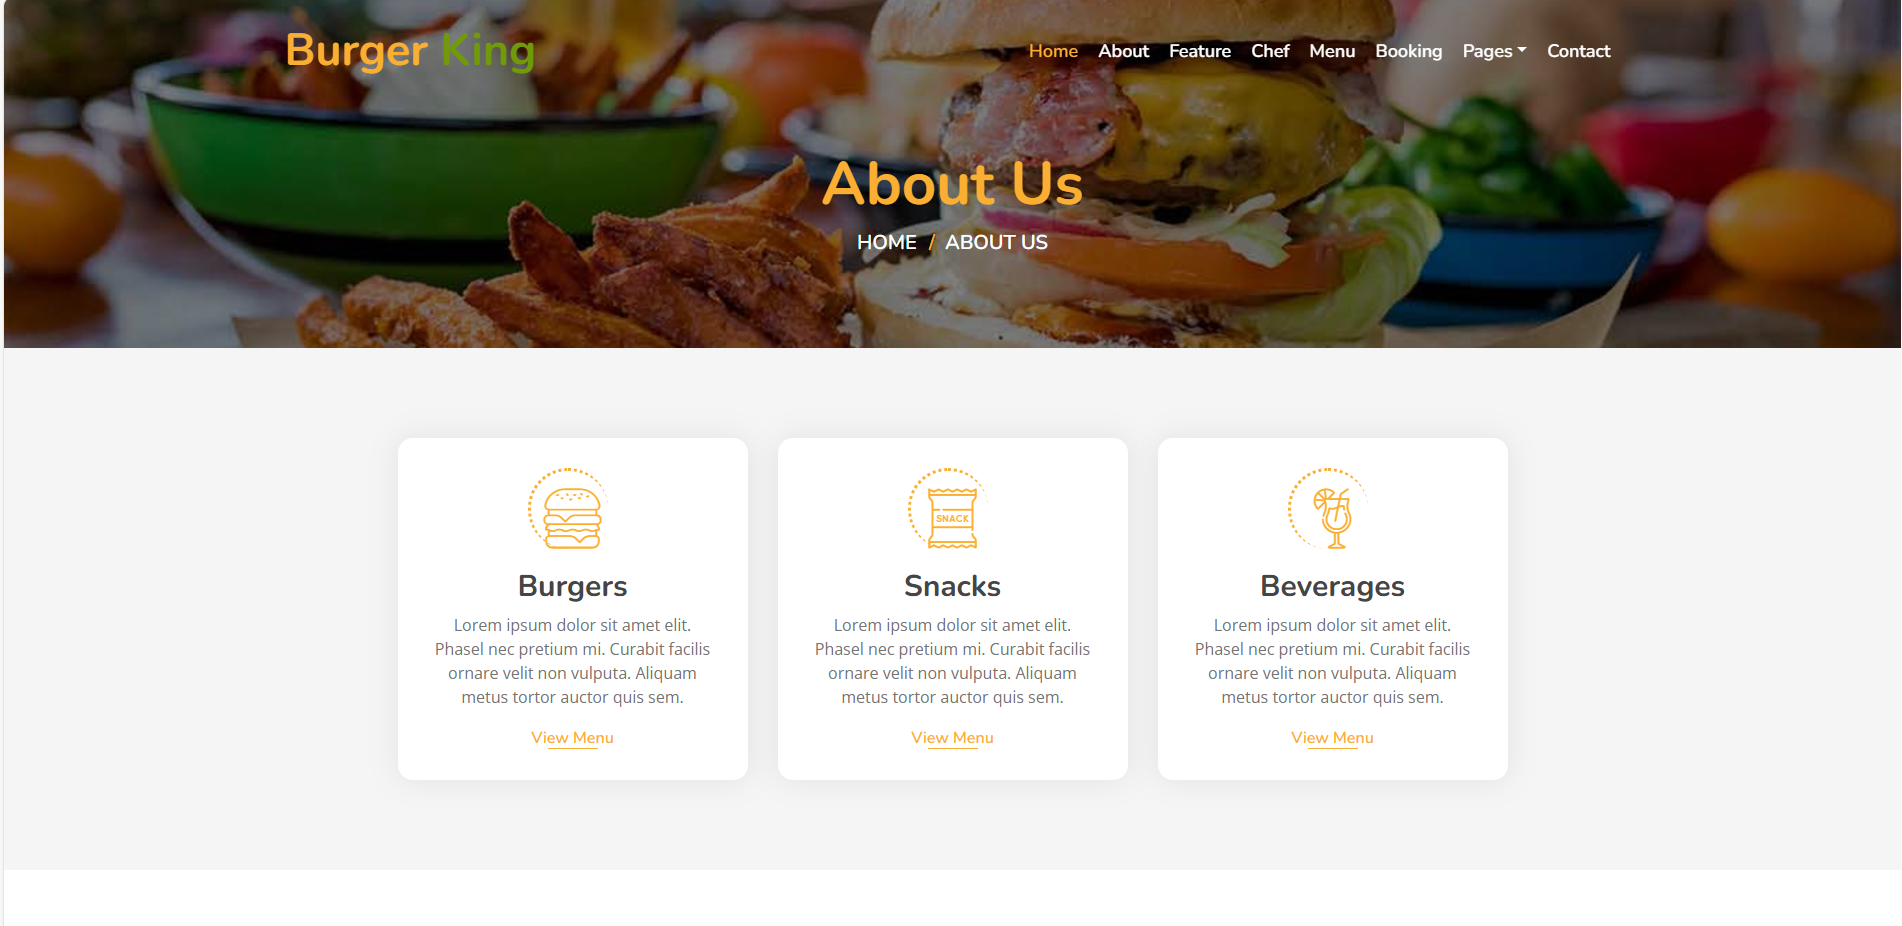 Burger King
Home About Feature Chef Menu Booking Pages Contact
About Us
HOME / ABOUT US
SNACK
Burgers
Lorem ipsum dolor sit amet elit.
Phasel nec pretium mi. Curabit facilis
ornare velit non vulputa. Aliquam
metus tortor auctor quis sem.
View Menu
Snacks
Lorem ipsum dolor sit amet elit.
Phasel nec pretium mi. Curabit facilis
ornare velit non vulputa. Aliquam
metus tortor auctor quis sem.
View Menu
Beverages
Lorem ipsum dolor sit amet elit.
Phasel nec pretium mi. Curabit facilis
ornare velit non vulputa. Aliquam
metus tortor auctor quis sem.
View Menu